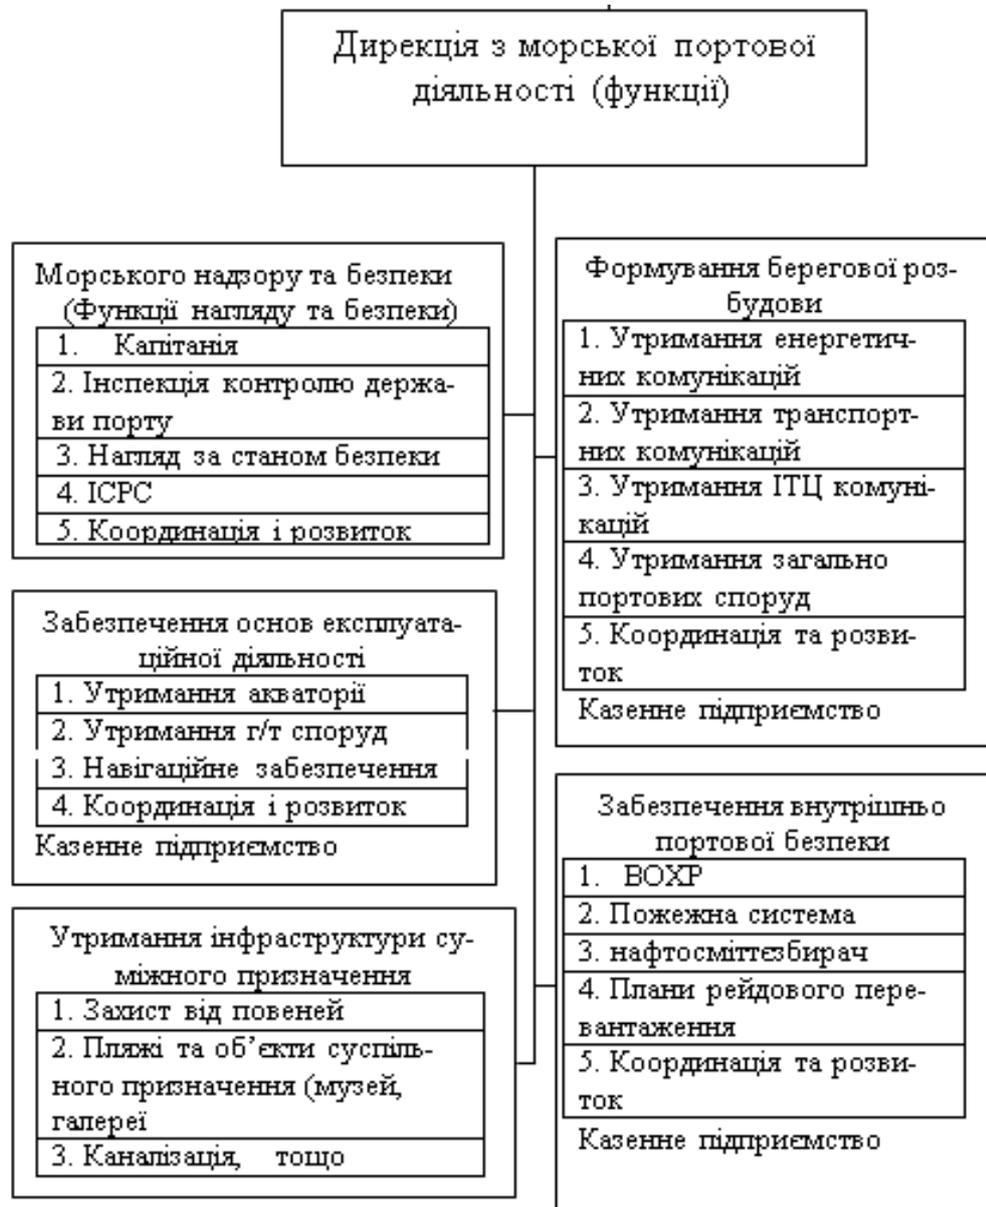 Дирекція з морської портової
діяльності (функції)
Морського надзору та безпеки
(Функції нагляду та безпеки)
1. Капітанія
2. Інспекція контролю держа-
ви порту
3. Нагляд за станом безпеки
4. ІСРС
5. Координація і розвиток
Забезпечення основ експлуата-
ційної діяльності
1. Утримання акваторії
2. Утримання г/т споруд
3. Навігаційне забезпечення
4. Координація і розвиток
Казенне підприємство
Утримання інфраструктури су-
міжного призначення
1. Захист від повеней
2. Пляжі та об’єкти суспіль-
ного призначення (музей,
галереї
3. Каналізація, тощо
Формування берегової роз-
будови
1. Утримання енергетич-
них комунікацій
2. Утримання транспорт-
них комунікацій
3. Утримання ІТЦ комуні-
кацій
4. Утримання загально
портових споруд
5. Координація та розви-
ток
Казенне підприємство
Забезпечення внутрішньо
портової безпеки
1. ВОХР
2. Пожежна система
3. нафтосміттєзбирач
4. Плани рейдового пере-
вантаження
5. Координація та розви-
ток
Казенне підприємство